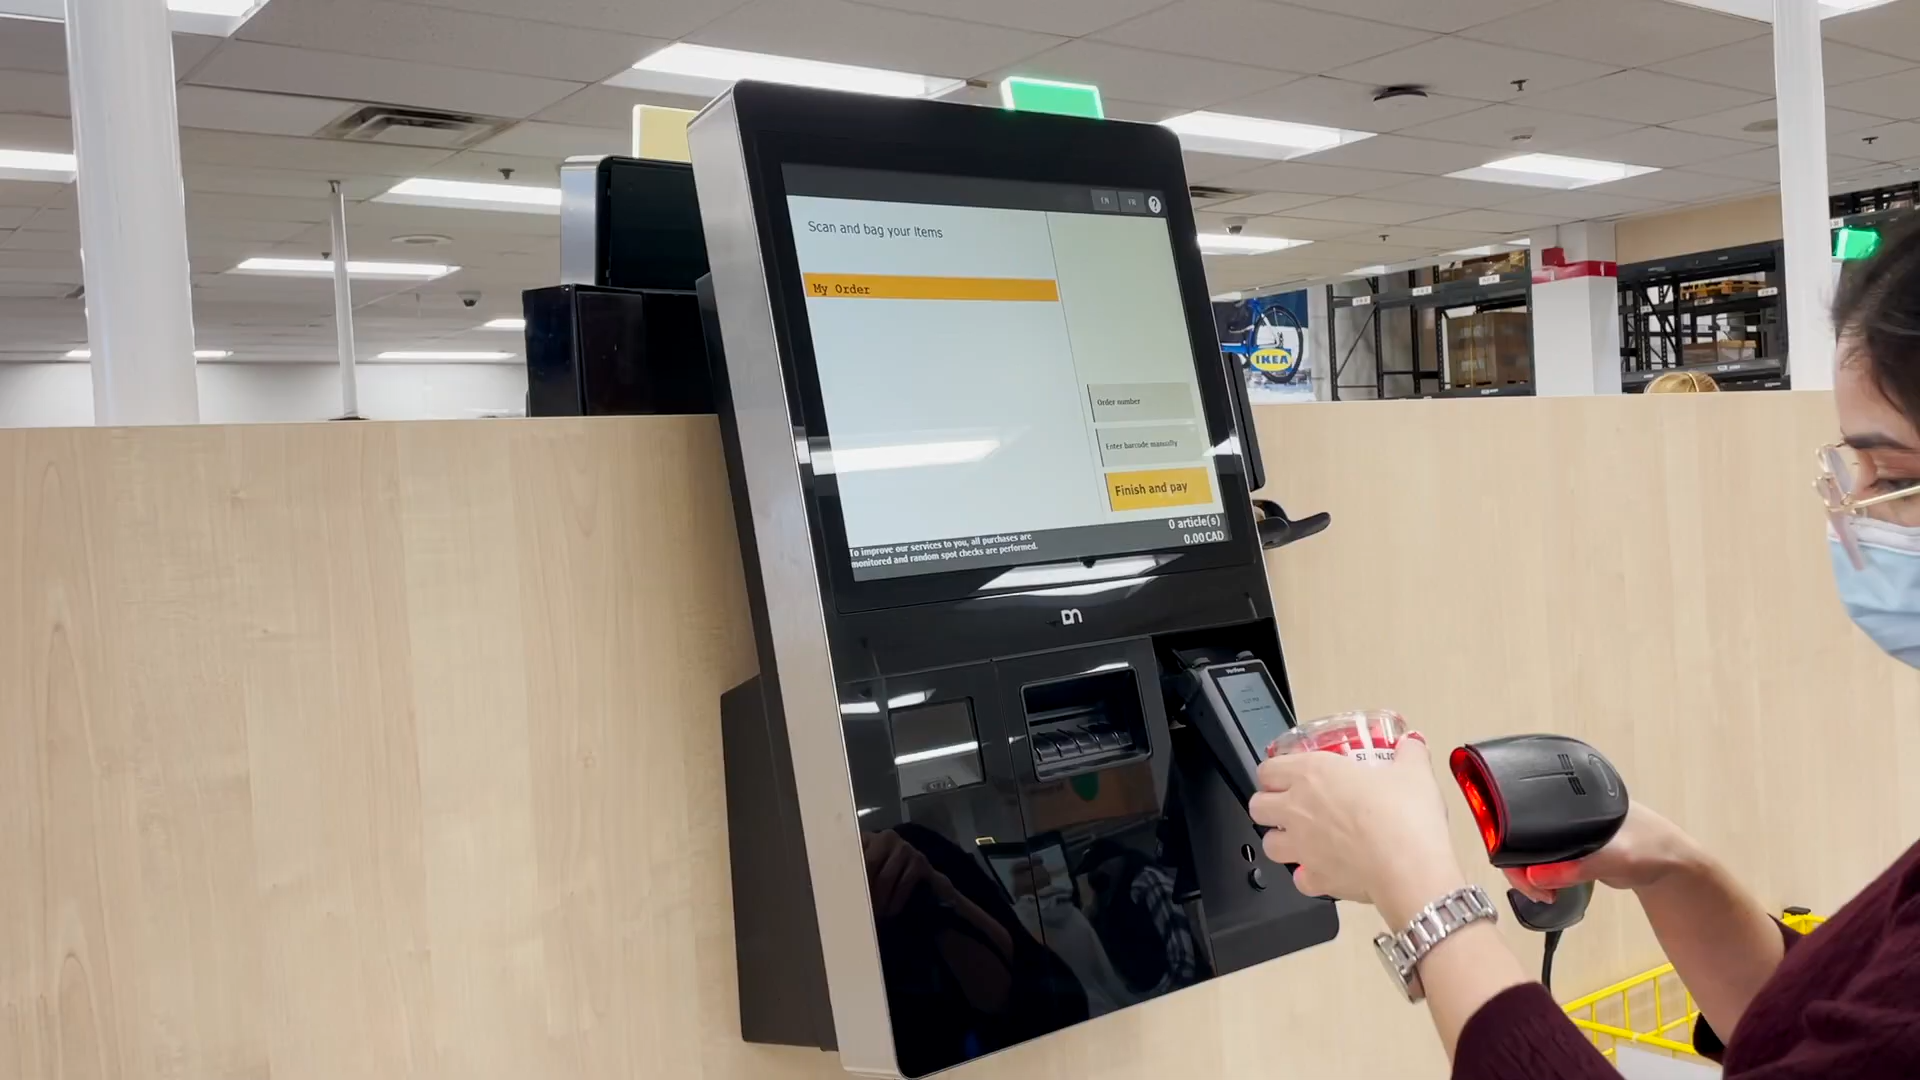 EN FR ?
Scan and bag your items
My Order
IKEA
Order number
Enter barcode manually
Finish and pay
0 article(s)
0.00 CAD
To improve our services to you, all purchases are
monitored and random spot checks are performed.
DN
Verifone